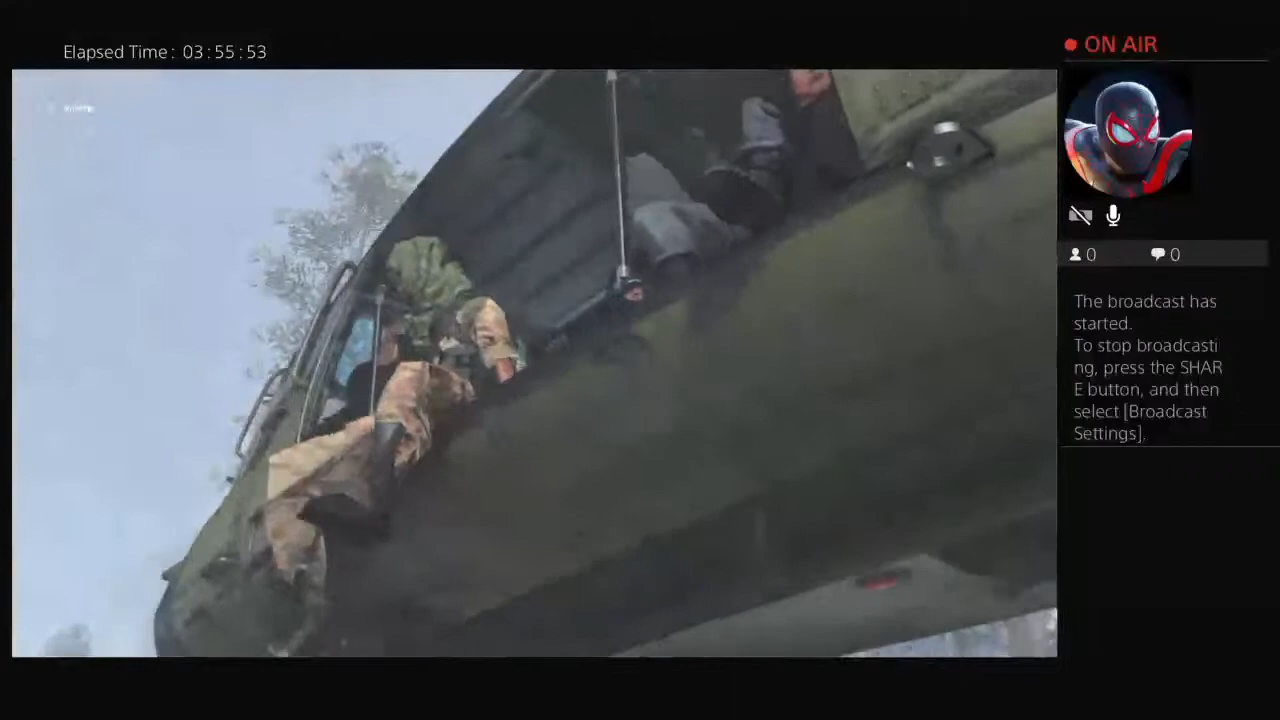 Elapsed Time: 03:55:53
ON AIR
0
0
The broadcast has
started.
To stop broadcasti
ng, press the SHAR
E button, and then
select [Broadcast
Settings].